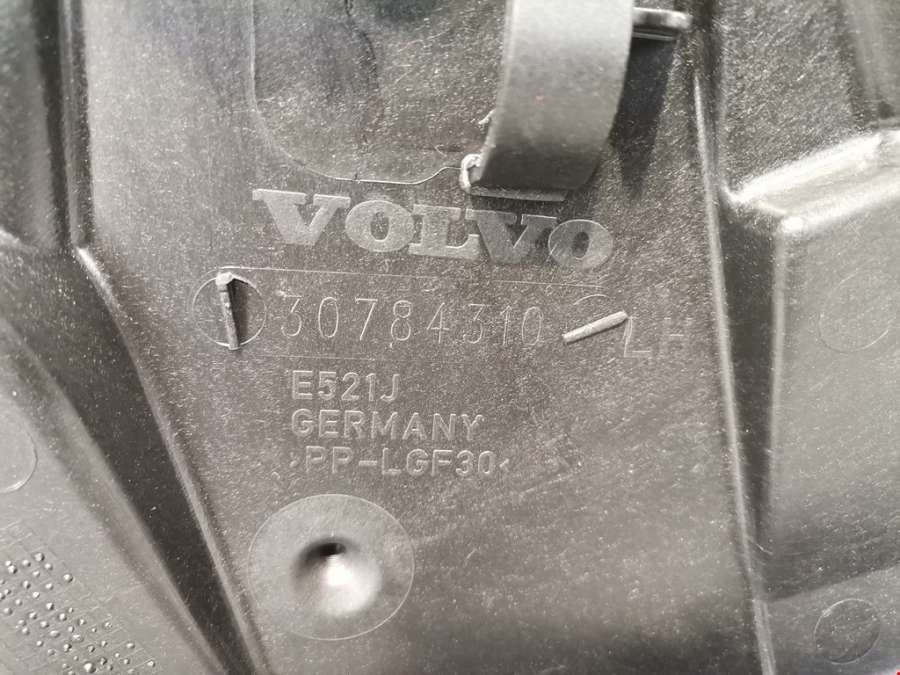 VOLVO
30784310 LH
E521J
GERMANY
>PP-LGF30<